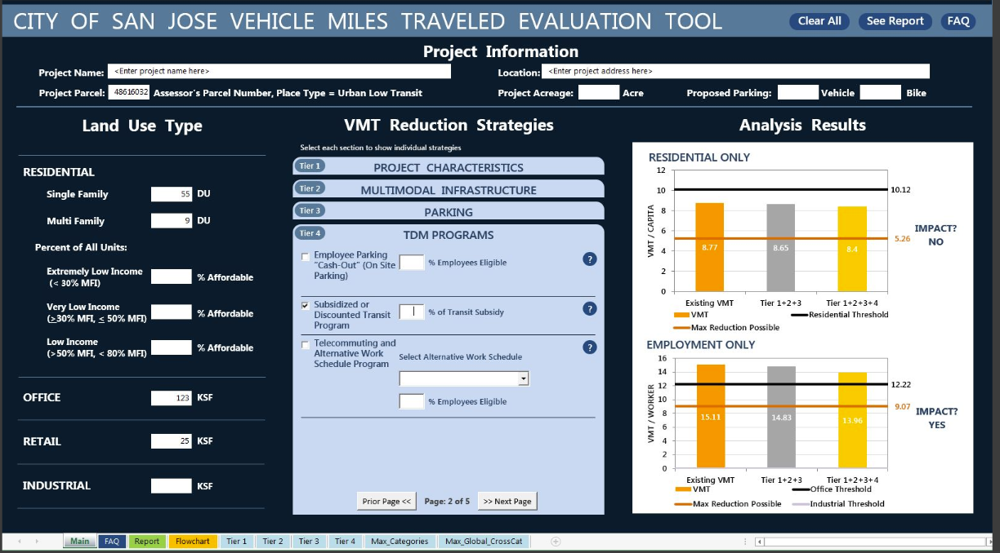 CITY OF SAN JOSE VEHICLE MILES TRAVELED EVALUATION TOOL
Clear All
See Report
FAQ
Project Information
Project Name: <Enter project name here>
Location: <Enter project address here>
Project Parcel: 48616032 Assessor's Parcel Number, Place Type = Urban Low Transit
Project Acreage: Acre
Proposed Parking: Vehicle Bike
Land Use Type
RESIDENTIAL
Single Family 55 DU
Multi Family 9 DU
Percent of All Units:
Extremely Low Income
(< 30% MFI)
% Affordable
Very Low Income
(≥30% MFI, ≤ 50% MFI)
% Affordable
Low Income
(>50% MFI, < 80% MFI)
% Affordable
OFFICE 123 KSF
RETAIL 25 KSF
INDUSTRIAL KSF
VMT Reduction Strategies
Select each section to show individual strategies
Tier 1 PROJECT CHARACTERISTICS
Tier 2 MULTIMODAL INFRASTRUCTURE
Tier 3 PARKING
Tier 4 TDM PROGRAMS
Employee Parking
"Cash-Out" (On Site
Parking)
% Employees Eligible
?
Subsidized or
Discounted Transit
Program
% of Transit Subsidy
?
Telecommuting and
Alternative Work
Schedule Program
Select Alternative Work Schedule
?
% Employees Eligible
Prior Page << Page: 2 of 5 >> Next Page
Analysis Results
RESIDENTIAL ONLY
VMT / CAPITA
12
10
8
6
4
2
0
10.12
5.26
8.77
8.65
8.4
IMPACT?
NO
Existing VMT
Tier 1+2+3
Tier 1+2+3+4
VMT
Residential Threshold
Max Reduction Possible
EMPLOYMENT ONLY
VMT / WORKER
16
14
12
10
8
6
4
2
0
12.22
9.07
15.11
14.83
13.96
IMPACT?
YES
Existing VMT
Tier 1+2+3
Tier 1+2+3+4
VMT
Office Threshold
Max Reduction Possible
Industrial Threshold
Main
FAQ
Report
Flowchart
Tier 1
Tier 2
Tier 3
Tier 4
Max_Categories
Max_Global_CrossCat